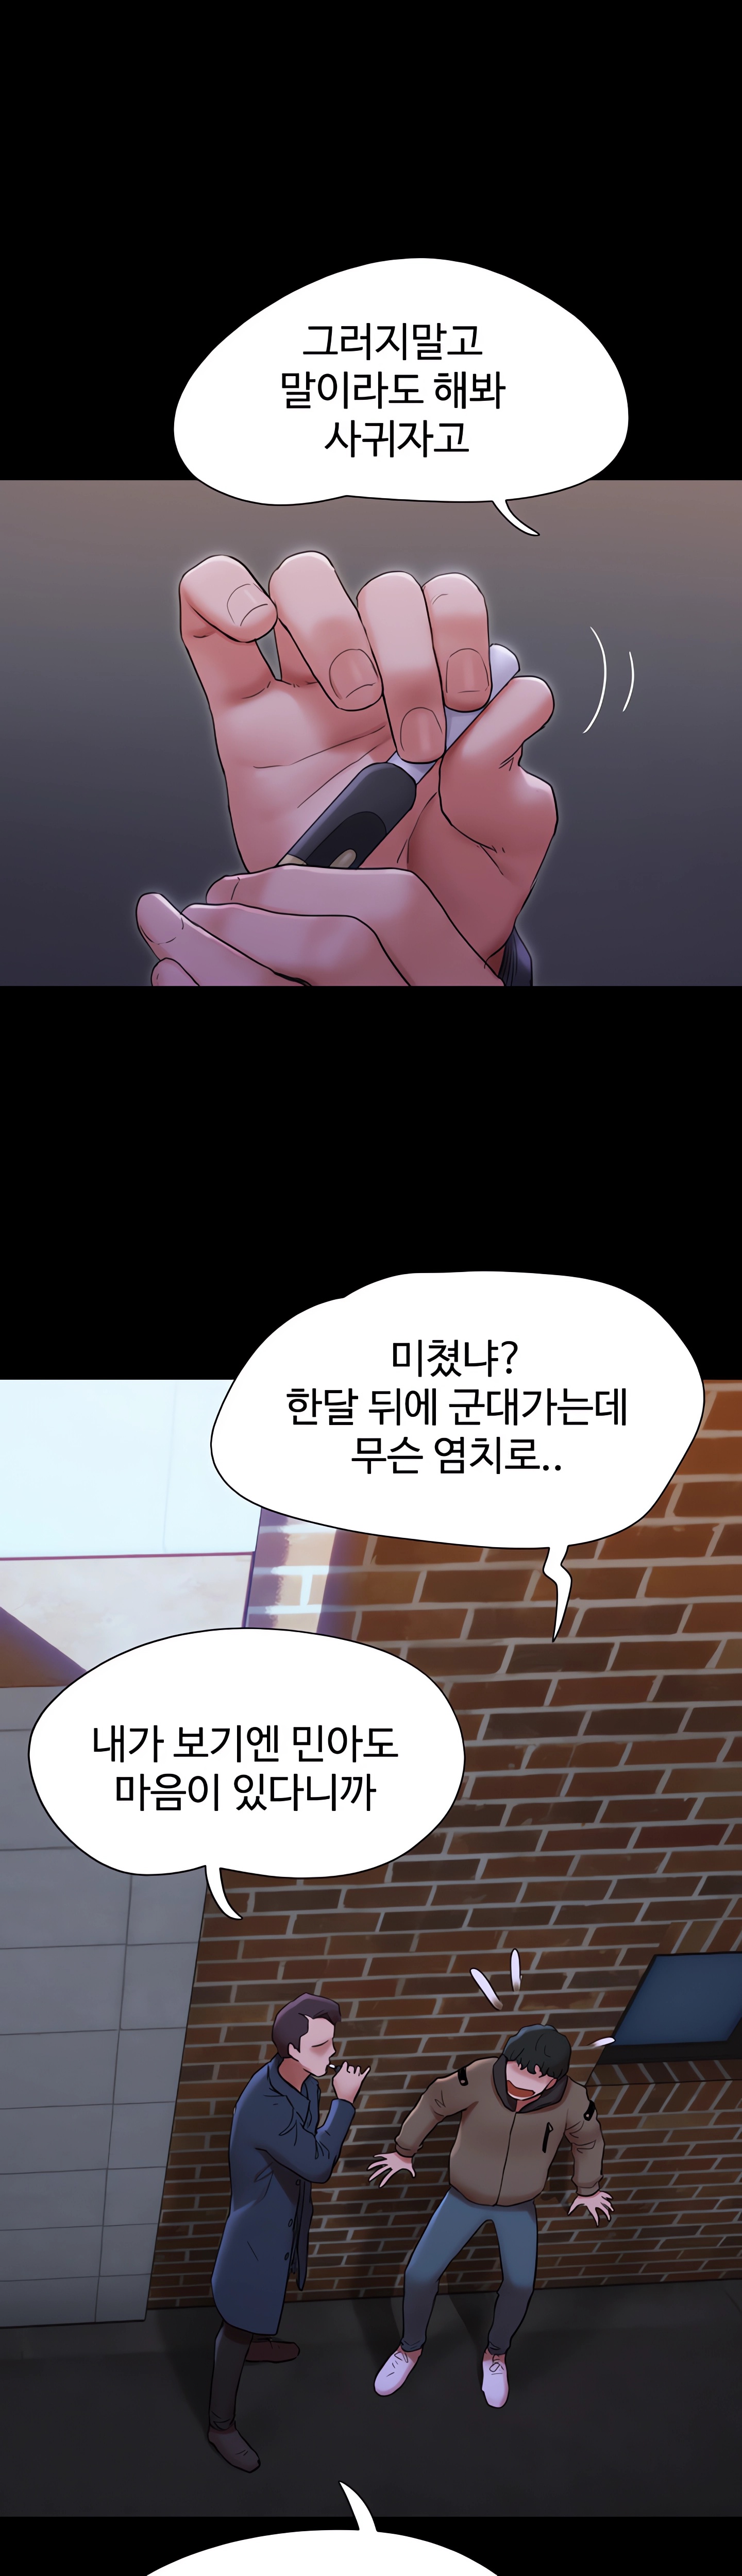 그러지말고
말이라도 해봐
사귀자고
미쳤냐?
한달 뒤에 군대가는데
무슨 염치로..
내가 보기엔 민아도
마음이 있다니까